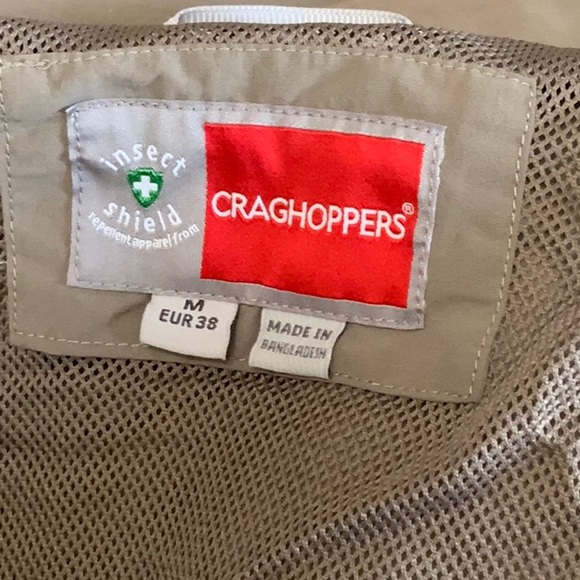 insect
shield
repellent apparel from
CRAGHOPPERS®
M
EUR 38
MADE IN
BANGLADESH